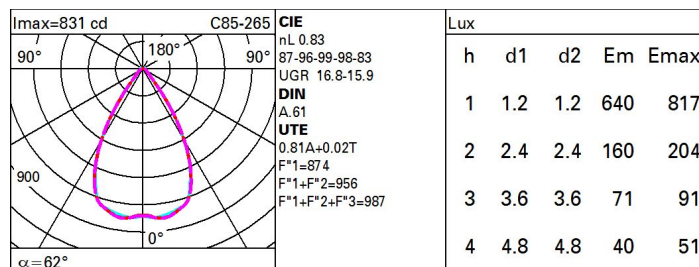 Imax=831 cd C85-265
90° 180° 90°
900
0°
α=62°
CIE
nL 0.83
87-96-99-98-83
UGR 16.8-15.9
DIN
A.61
UTE
0.81A+0.02T
F"1=874
F"1+F"2=956
F"1+F"2+F"3=987
Lux
h d1 d2 Em Emax
1 1.2 1.2 640 817
2 2.4 2.4 160 204
3 3.6 3.6 71 91
4 4.8 4.8 40 51